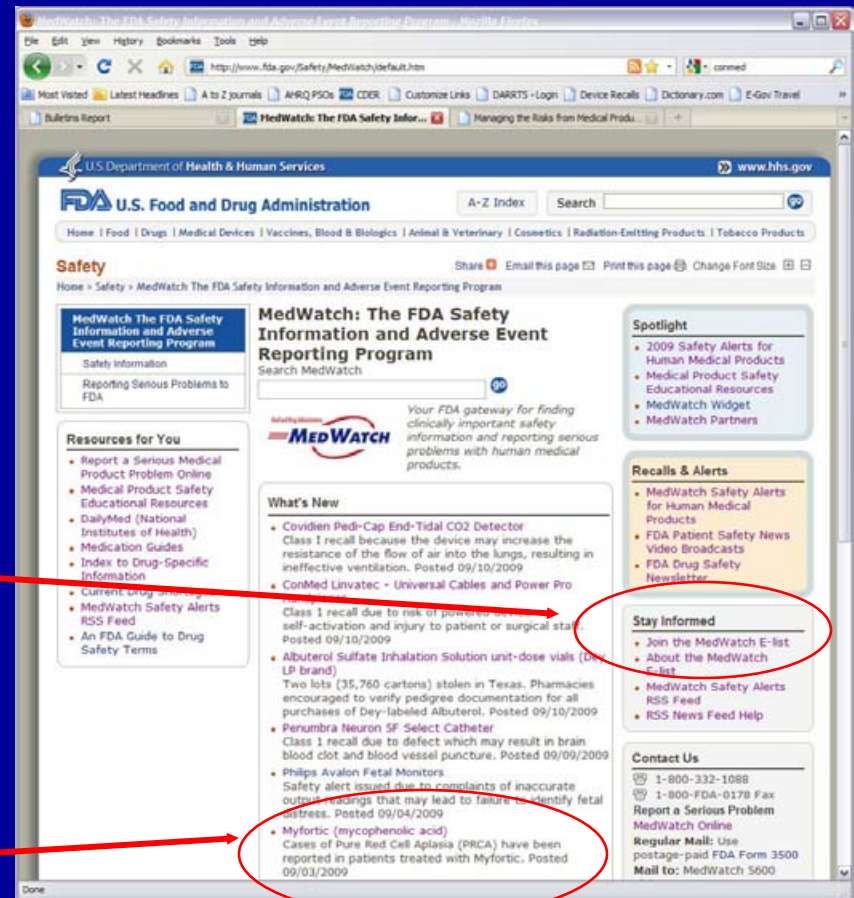 MedWatch: The FDA Safety Information and Adverse Event Reporting Program - Mozilla Firefox
File Edit View History Bookmarks Tools Help
http://www.fda.gov/Safety/MedWatch/default.htm
conmed
Most Visited Latest Headlines A to Z Journals AHRQ PSOs CDER Customize Links DARRTS - Login Device Recalls Dictionary.com E-Gov Travel »
Bulletins Report
MedWatch: The FDA Safety Infor...
Managing the Risks from Medical Produ...
U.S. Department of Health & Human Services
www.hhs.gov
FDA U.S. Food and Drug Administration
A-Z Index
Search
go
Home | Food | Drugs | Medical Devices | Vaccines, Blood & Biologics | Animal & Veterinary | Cosmetics | Radiation-Emitting Products | Tobacco Products
Safety
Share Email this page Print this page Change Font Size
Home > Safety > MedWatch The FDA Safety Information and Adverse Event Reporting Program
MedWatch The FDA Safety
Information and Adverse
Event Reporting Program
Safety Information
Reporting Serious Problems to
FDA
Resources for You
• Report a Serious Medical
Product Problem Online
• Medical Product Safety
Educational Resources
• DailyMed (National
Institutes of Health)
• Medication Guides
• Index to Drug-Specific
Information
• Current Drug Shortages
• MedWatch Safety Alerts
RSS Feed
• An FDA Guide to Drug
Safety Terms
MedWatch: The FDA Safety
Information and Adverse Event
Reporting Program
Search MedWatch
go
MEDWATCH
Your FDA gateway for finding
clinically important safety
information and reporting serious
problems with human medical
products.
What's New
• Covidien Pedi-Cap End-Tidal CO2 Detector
Class I recall because the device may increase the
resistance of the flow of air into the lungs, resulting in
ineffective ventilation. Posted 09/10/2009
• ConMed Linvatec - Universal Cables and Power Pro
Handpieces
Class 1 recall due to risk of powered
self-activation and injury to patient or surgical staff.
Posted 09/10/2009
• Albuterol Sulfate Inhalation Solution unit-dose vials (Dey
LP brand)
Two lots (35,760 cartons) stolen in Texas. Pharmacies
encouraged to verify pedigree documentation for all
purchases of Dey-labeled Albuterol. Posted 09/10/2009
• Penumbra Neuron 5F Select Catheter
Class 1 recall due to defect which may result in brain
blood clot and blood vessel puncture. Posted 09/09/2009
• Philips Avalon Fetal Monitors
Safety alert issued due to complaints of inaccurate
output readings that may lead to failure to identify fetal
distress. Posted 09/04/2009
• Myfortic (mycophenolic acid)
Cases of Pure Red Cell Aplasia (PRCA) have been
reported in patients treated with Myfortic. Posted
09/03/2009
Spotlight
• 2009 Safety Alerts for
Human Medical Products
• Medical Product Safety
Educational Resources
• MedWatch Widget
• MedWatch Partners
Recalls & Alerts
• MedWatch Safety Alerts
for Human Medical
Products
• FDA Patient Safety News
Video Broadcasts
• FDA Drug Safety
Newsletter
Stay Informed
• Join the MedWatch E-list
• About the MedWatch
E-list
• MedWatch Safety Alerts
RSS Feed
• RSS News Feed Help
Contact Us
1-800-332-1088
1-800-FDA-0178 Fax
Report a Serious Problem
MedWatch Online
Regular Mail: Use
postage-paid FDA Form 3500
Mail to: MedWatch 5600
Done